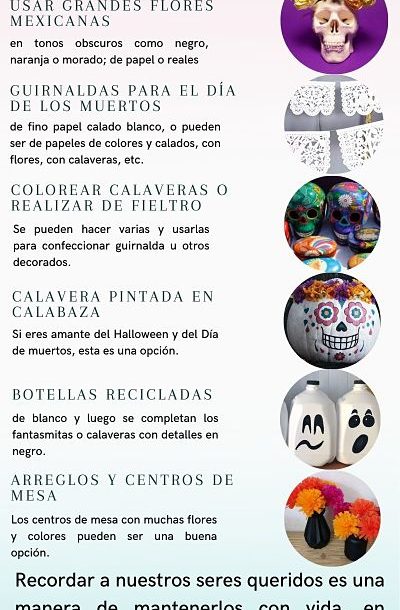 USAR GRANDES FLORES
MEXICANAS
en tonos obscuros como negro,
naranja o morado; de papel o reales
GUIRNALDAS PARA EL DÍA
DE LOS MUERTOS
de fino papel calado blanco, o pueden
ser de papeles de colores y calados, con
flores, con calaveras, etc.
COLOREAR CALAVERAS O
REALIZAR DE FIELTRO
Se pueden hacer varias y usarlas
para confeccionar guirnalda u otros
decorados.
CALAVERA PINTADA EN
CALABAZA
Si eres amante del Halloween y del Día
de muertos, esta es una opción.
BOTELLAS RECICLADAS
de blanco y luego se completan los
fantasmitas o calaveras con detalles en
negro.
ARREGLOS Y CENTROS DE
MESA
Los centros de mesa con muchas flores
y colores pueden ser una buena
opción.
Recordar a nuestros seres queridos es una
manera de mantenerlos con vida, en